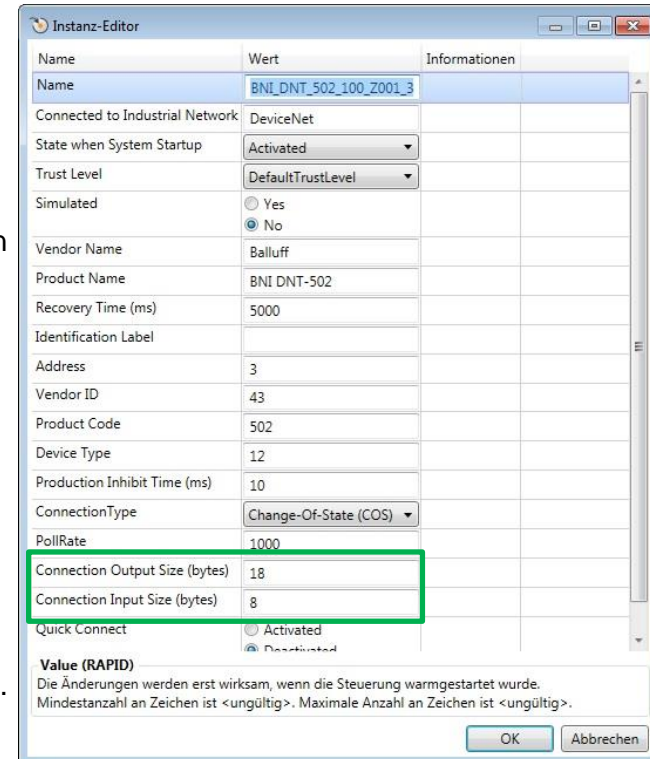 Instanz-Editor
Name Wert Informationen
Name BNI_DNT_502_100_Z001_3
Connected to Industrial Network DeviceNet
State when System Startup Activated
Trust Level DefaultTrustLevel
Simulated Yes
No
n
Vendor Name Balluff
Product Name BNI DNT-502
Recovery Time (ms) 5000
Identification Label
Address 3
Vendor ID 43
Product Code 502
Device Type 12
Production Inhibit Time (ms) 10
ConnectionType Change-Of-State (COS)
PollRate 1000
Connection Output Size (bytes) 18
Connection Input Size (bytes) 8
Quick Connect Activated
Deactivated
Value (RAPID)
.
Die Änderungen werden erst wirksam, wenn die Steuerung warmgestartet wurde.
Mindestanzahl an Zeichen ist <ungültig>. Maximale Anzahl an Zeichen ist <ungültig>.
OK Abbrechen